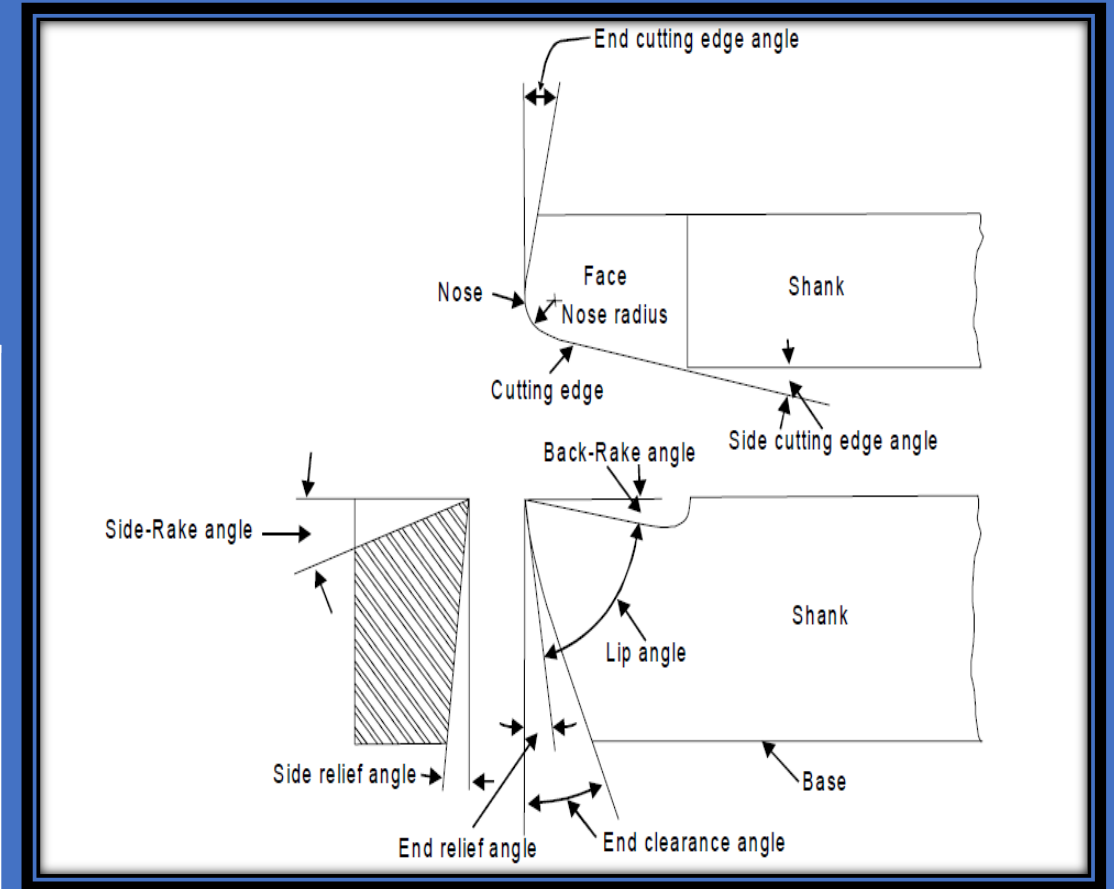 End cutting edge angle
Face
Shank
Nose
Nose radius
Cutting edge
Side cutting edge angle
Back-Rake angle
Side-Rake angle
Shank
Lip angle
Side relief angle
Base
End relief angle
End clearance angle